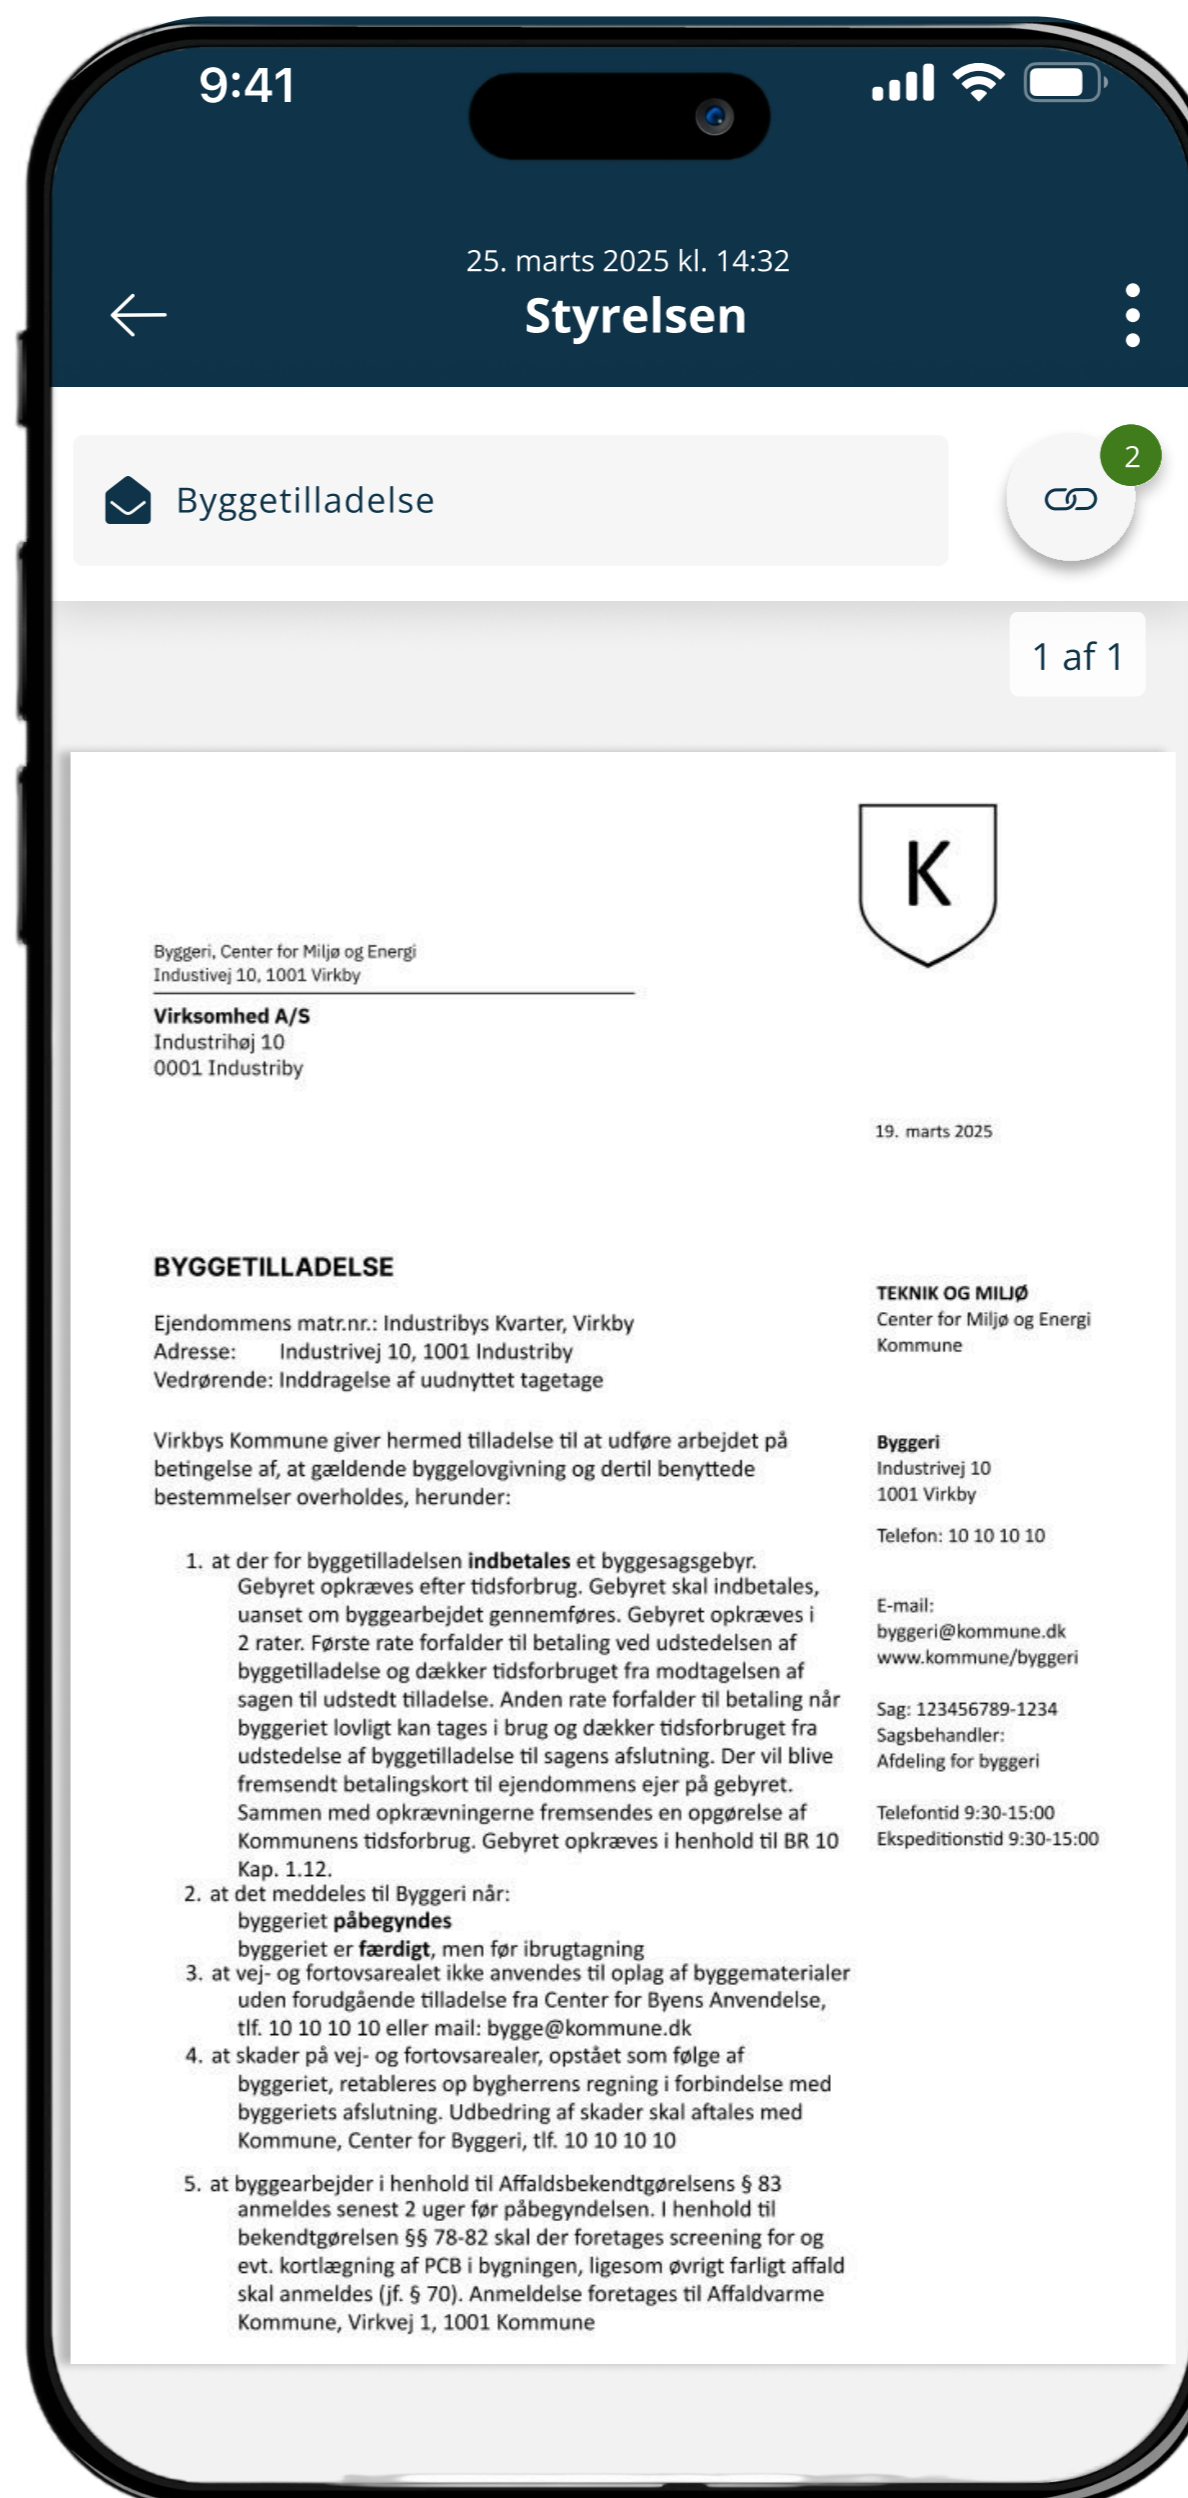 9:41
25. marts 2025 kl. 14:32
Styrelsen
Byggetilladelse
2
1 af 1
K
Byggeri, Center for Miljø og Energi
Industivej 10, 1001 Virkby
Virksomhed A/S
Industrihøj 10
0001 Industriby
19. marts 2025
BYGGETILLADELSE
Ejendommens matr.nr.: Industribys Kvarter, Virkby
Adresse: Industrivej 10, 1001 Industriby
Vedrørende: Inddragelse af uudnyttet tagetage
Virkbys Kommune giver hermed tilladelse til at udføre arbejdet på
betingelse af, at gældende byggelovgivning og dertil benyttede
bestemmelser overholdes, herunder:
1. at der for byggetilladelsen indbetales et byggesagsgebyr.
Gebyret opkræves efter tidsforbrug. Gebyret skal indbetales,
uanset om byggearbejdet gennemføres. Gebyret opkræves i
2 rater. Første rate forfalder til betaling ved udstedelsen af
byggetilladelse og dækker tidsforbruget fra modtagelsen af
sagen til udstedt tilladelse. Anden rate forfalder til betaling når
byggeriet lovligt kan tages i brug og dækker tidsforbruget fra
udstedelse af byggetilladelse til sagens afslutning. Der vil blive
fremsendt betalingskort til ejendommens ejer på gebyret.
Sammen med opkrævningerne fremsendes en opgørelse af
Kommunens tidsforbrug. Gebyret opkræves i henhold til BR 10
Kap. 1.12.
2. at det meddeles til Byggeri når:
byggeriet påbegyndes
byggeriet er færdigt, men før ibrugtagning
3. at vej- og fortovsarealet ikke anvendes til oplag af byggematerialer
uden forudgående tilladelse fra Center for Byens Anvendelse,
tlf. 10 10 10 10 eller mail: bygge@kommune.dk
4. at skader på vej- og fortovsarealer, opstået som følge af
byggeriet, retableres op bygherrens regning i forbindelse med
byggeriets afslutning. Udbedring af skader skal aftales med
Kommune, Center for Byggeri, tlf. 10 10 10 10
5. at byggearbejder i henhold til Affaldsbekendtgørelsens § 83
anmeldes senest 2 uger før påbegyndelsen. I henhold til
bekendtgørelsen §§ 78-82 skal der foretages screening for og
evt. kortlægning af PCB i bygningen, ligesom øvrigt farligt affald
skal anmeldes (jf. § 70). Anmeldelse foretages til Affaldvarme
Kommune, Virkvej 1, 1001 Kommune
TEKNIK OG MILJØ
Center for Miljø og Energi
Kommune
Byggeri
Industrivej 10
1001 Virkby
Telefon: 10 10 10 10
E-mail:
byggeri@kommune.dk
www.kommune/byggeri
Sag: 123456789-1234
Sagsbehandler:
Afdeling for byggeri
Telefontid 9:30-15:00
Ekspeditionstid 9:30-15:00